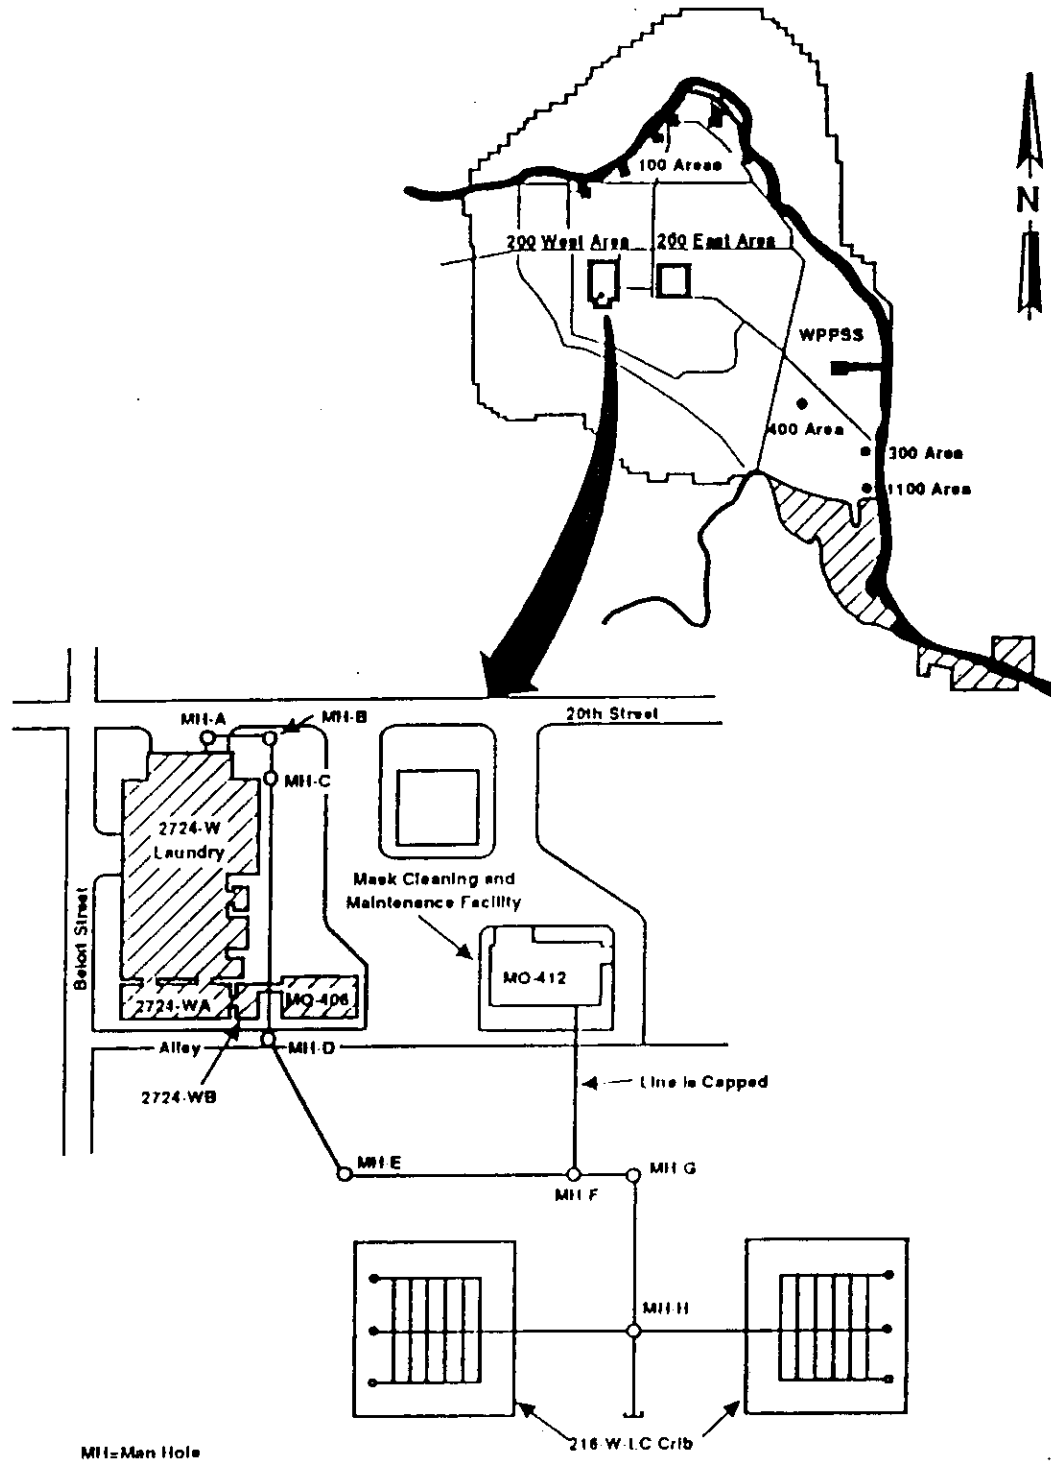 100 Areas
N
200 West Area
200 East Area
WPPSS
400 Area
300 Area
1100 Area
20th Street
MH-A
MH-B
MH-C
2724-W
Laundry
Mask Cleaning and
Maintenance Facility
Beloit Street
MO-412
2724-WA
MO-406
Alley
MH-D
2724-WB
Line is Capped
MH-E
MH-G
MH-F
MH-H
216-W-LC Crib
MH=Man Hole